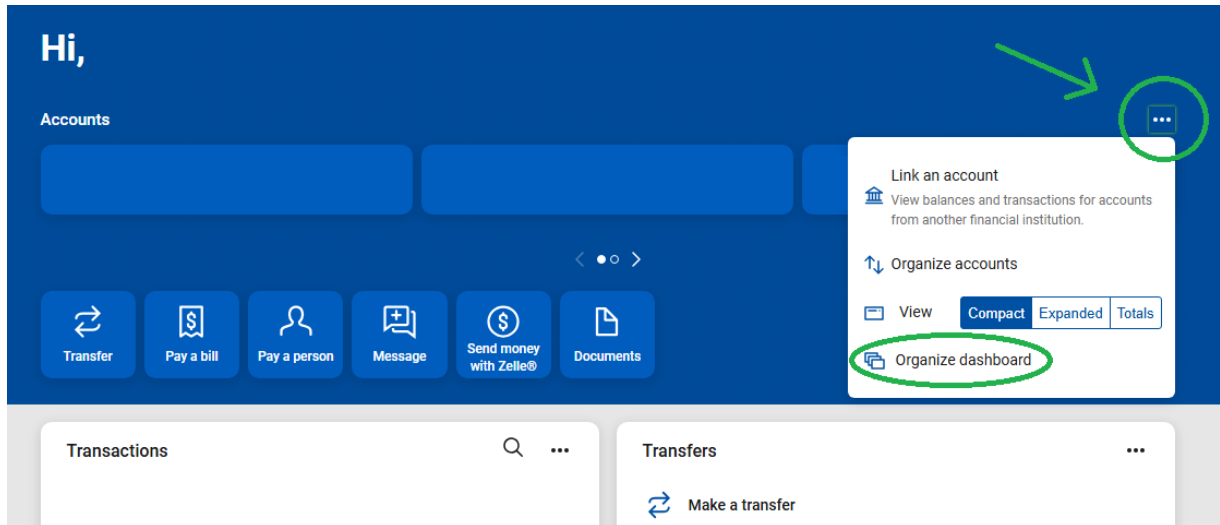 Hi,
Accounts
Link an account
View balances and transactions for accounts
from another financial institution.
Organize accounts
View Compact Expanded Totals
Organize dashboard
Transfer
Pay a bill
Pay a person
Message
Send money
with Zelle®
Documents
Transactions
Transfers
Make a transfer